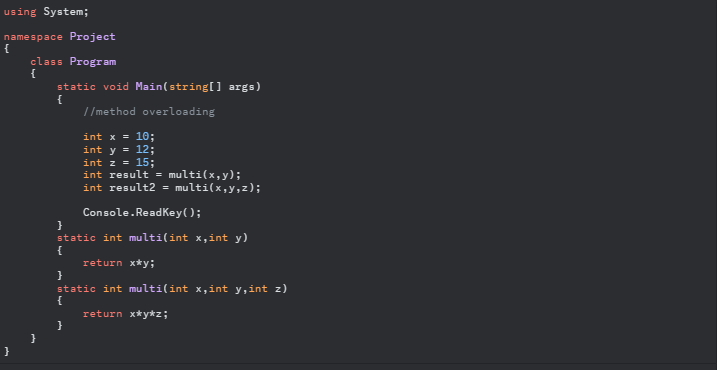 using System;
namespace Project
{
class Program
{
static void Main(string[] args)
{
//method overloading
int x = 10;
int y = 12;
int z = 15;
int result = multi(x,y);
int result2 = multi(x,y,z);
Console.ReadKey();
}
static int multi(int x,int y)
{
return x*y;
}
static int multi(int x,int y,int z)
{
return x*y*z;
}
}
}